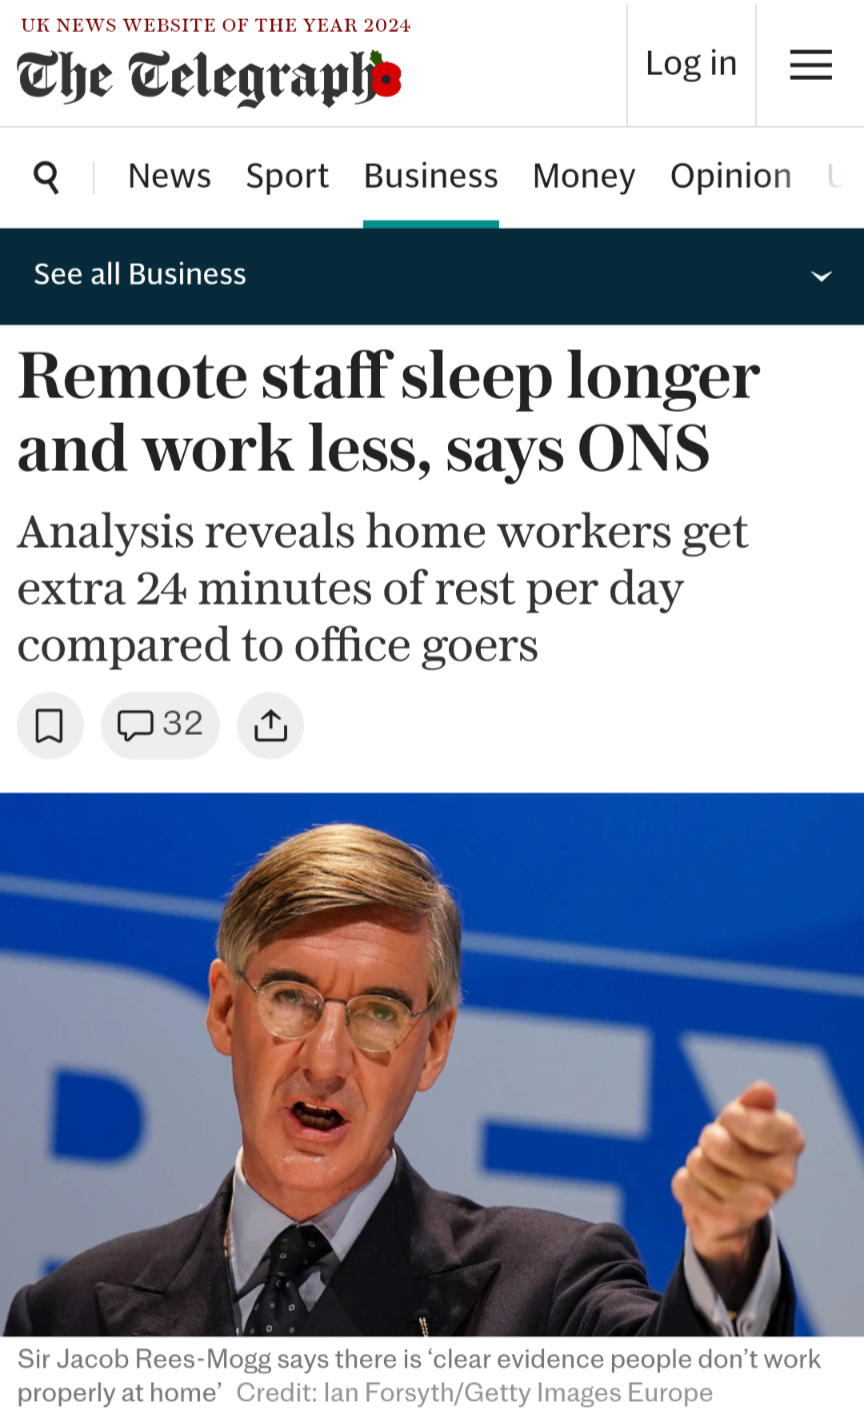 UK NEWS WEBSITE OF THE YEAR 2024
The Telegraph
Log in
News Sport Business Money Opinion U
See all Business
Remote staff sleep longer
and work less, says ONS
Analysis reveals home workers get
extra 24 minutes of rest per day
compared to office goers
32
Sir Jacob Rees-Mogg says there is ‘clear evidence people don’t work
properly at home’ Credit: Ian Forsyth/Getty Images Europe